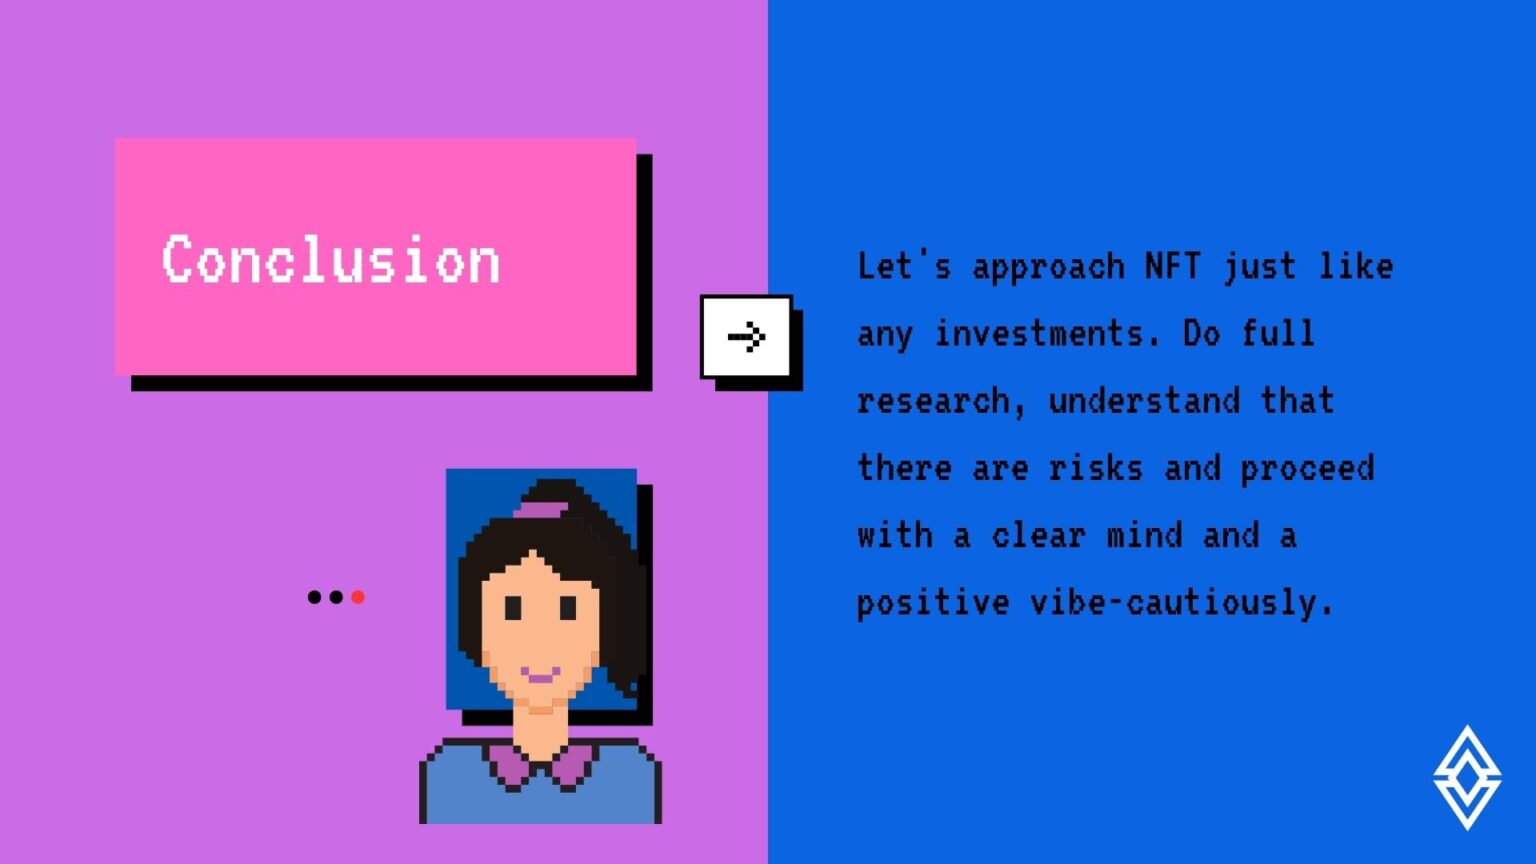 Conclusion
Let's approach NFT just like
any investments. Do full
research, understand that
there are risks and proceed
with a clear mind and a
positive vibe-cautiously.